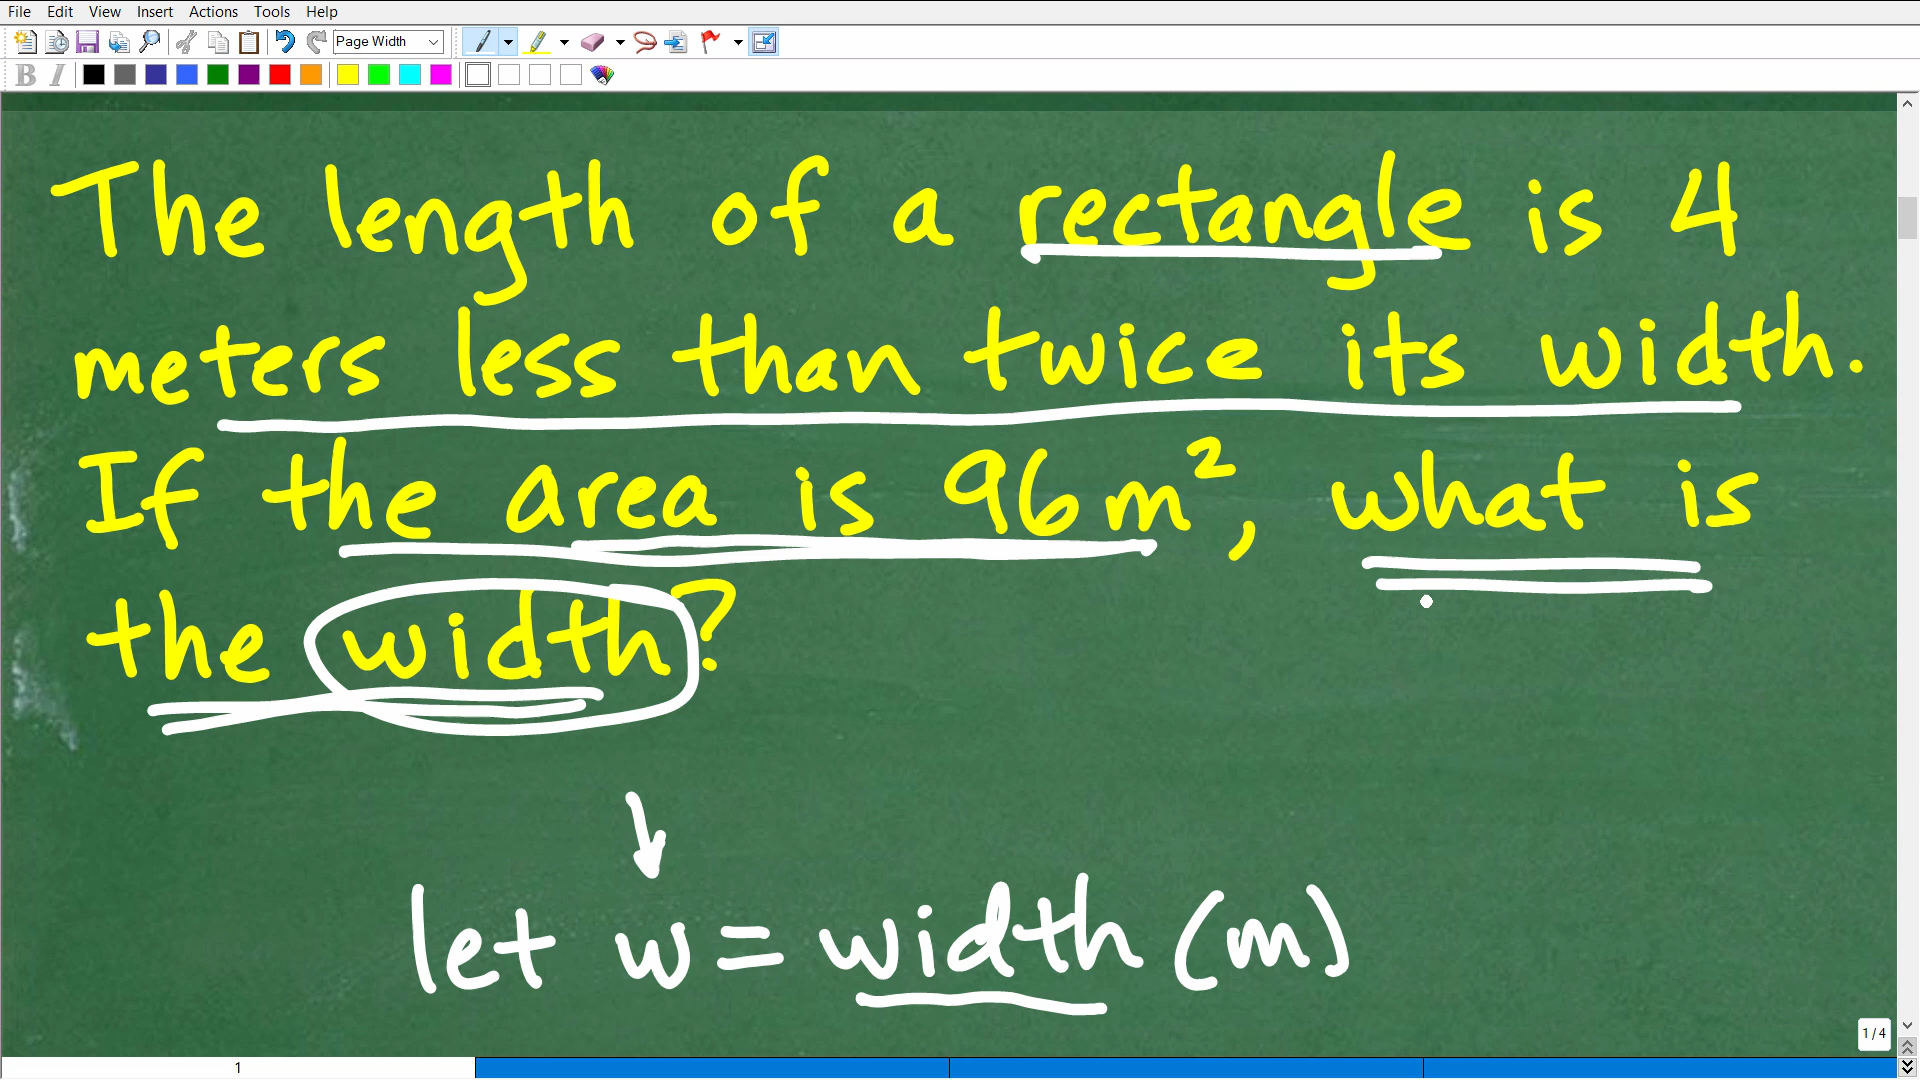 File Edit View Insert Actions Tools Help
Page Width
B I
The length of a rectangle is 4
meters less than twice its width.
If the area is 96m², what is
the width?
let w = width (m)
1 / 4
1